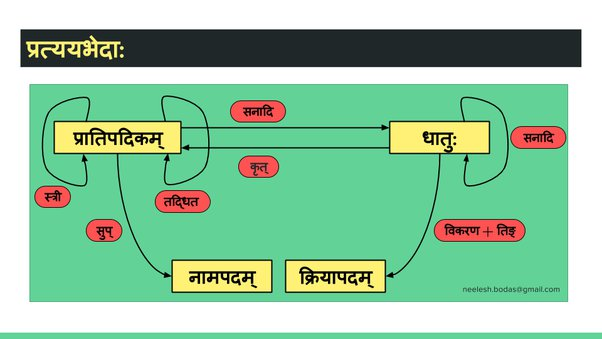 प्रत्ययभेदाः
सनादि
प्रातिपदिकम्
धातुः
सनादि
कृत्
स्त्री
तद्धित
सुप्
विकरण + तिङ्
नामपदम्
क्रियापदम्
neelesh.bodas@gmail.com